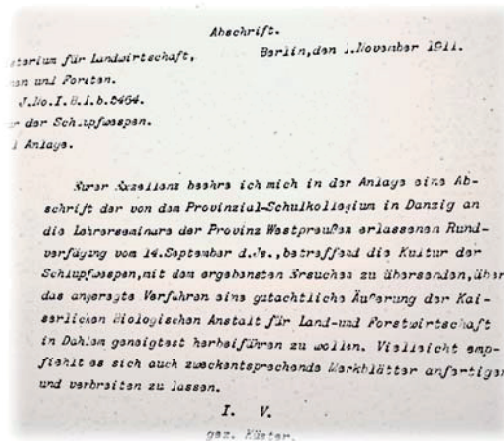 Abschrift.
Berlin,den 1.November 1911.
sterium für Landwirtschaft,
nen und Forsten.
J.No.I.B.I.b.8464.
ur der Schlupfwespen.
1 Anlage.
Eurer Exzellenz beehre ich mich in der Anlage eine Ab-
schrift der von dem Provinzial-Schulkollegium in Danzig an
die Lehrerseminare der Provinz Westpreußen erlassenen Rund-
verfügung vom 14.September d.Js.,betreffend die Kultur der
Schlupfwespen,mit dem ergebensten Ersuchen zu übersenden,über
das angeregte Verfahren eine gutachtliche Äußerung der Kai-
serlichen Biologischen Anstalt für Land-und Forstwirtschaft
in Dahlem geneigtest herbeiführen zu wollen. Vielleicht emp-
fiehlt es sich auch zweckentsprechende Merkblätter anfertigen
und verbreiten zu lassen.
I. V.
gez. Küster.